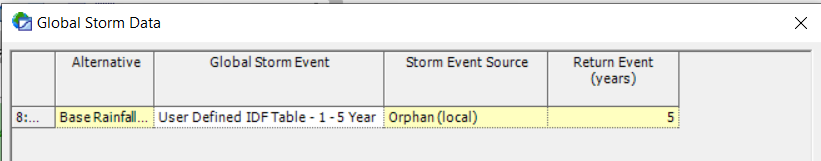 Global Storm Data
Alternative Global Storm Event Storm Event Source Return Event
(years)
8:... Base Rainfall... User Defined IDF Table - 1 - 5 Year Orphan (local) 5